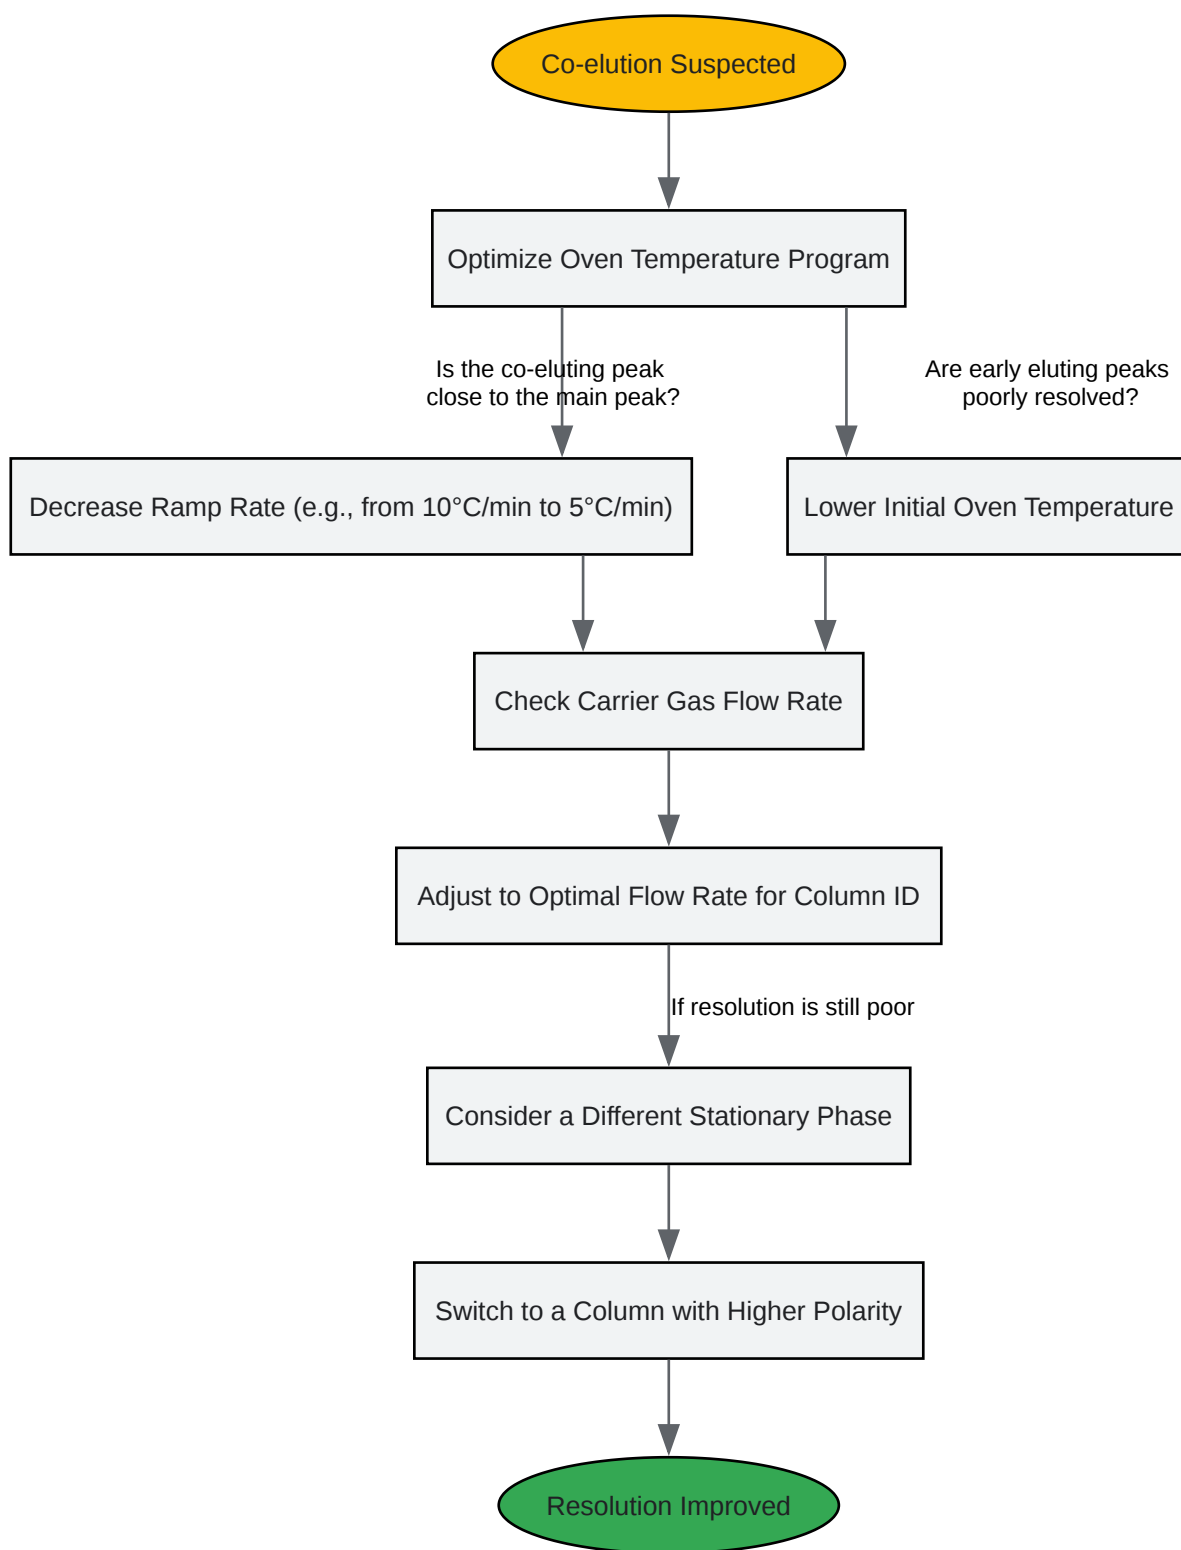 Co-elution Suspected
Optimize Oven Temperature Program
Is the co-eluting peak
close to the main peak?
Are early eluting peaks
poorly resolved?
Decrease Ramp Rate (e.g., from 10°C/min to 5°C/min)
Lower Initial Oven Temperature
Check Carrier Gas Flow Rate
Adjust to Optimal Flow Rate for Column ID
If resolution is still poor
Consider a Different Stationary Phase
Switch to a Column with Higher Polarity
Resolution Improved